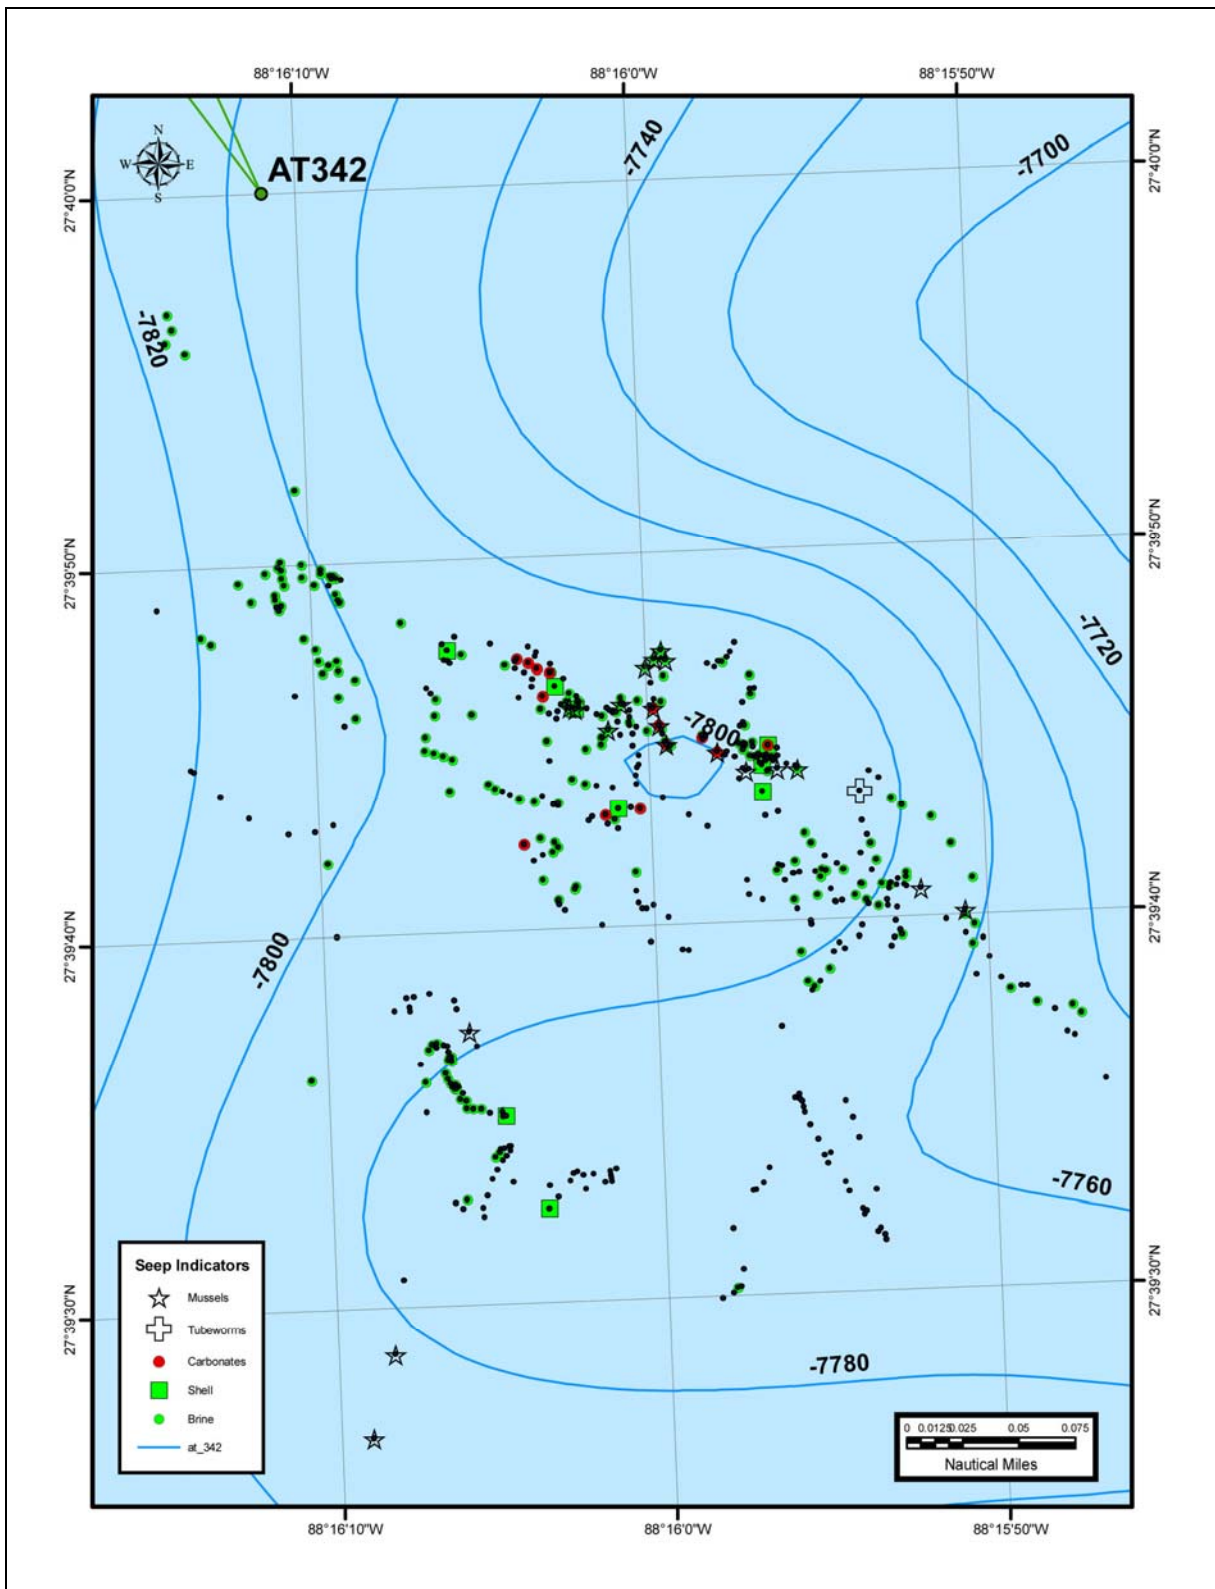 88°16'10"W 88°16'0"W 88°15'50"W
N
W E
S
AT342
-7740
-7700
27°40'0"N
27°40'0"N
-7820
27°39'50"N
27°39'50"N
-7720
-7800
27°39'40"N
27°39'40"N
-7800
-7760
27°39'30"N
27°39'30"N
-7780
Seep Indicators
Mussels
Tubeworms
Carbonates
Shell
Brine
at_342
0 0.0125 0.025 0.05 0.075
Nautical Miles
88°16'10"W 88°16'0"W 88°15'50"W